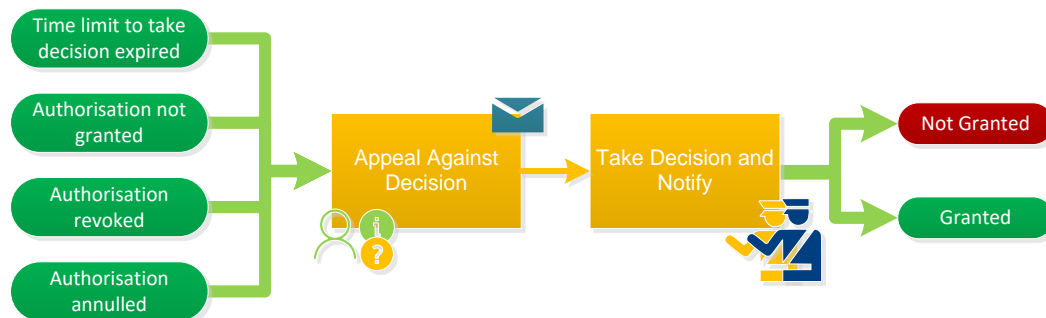 Time limit to take
decision expired
Authorisation not
granted
Authorisation
revoked
Authorisation
annulled
Appeal Against
Decision
i
?
Take Decision and
Notify
Not Granted
Granted